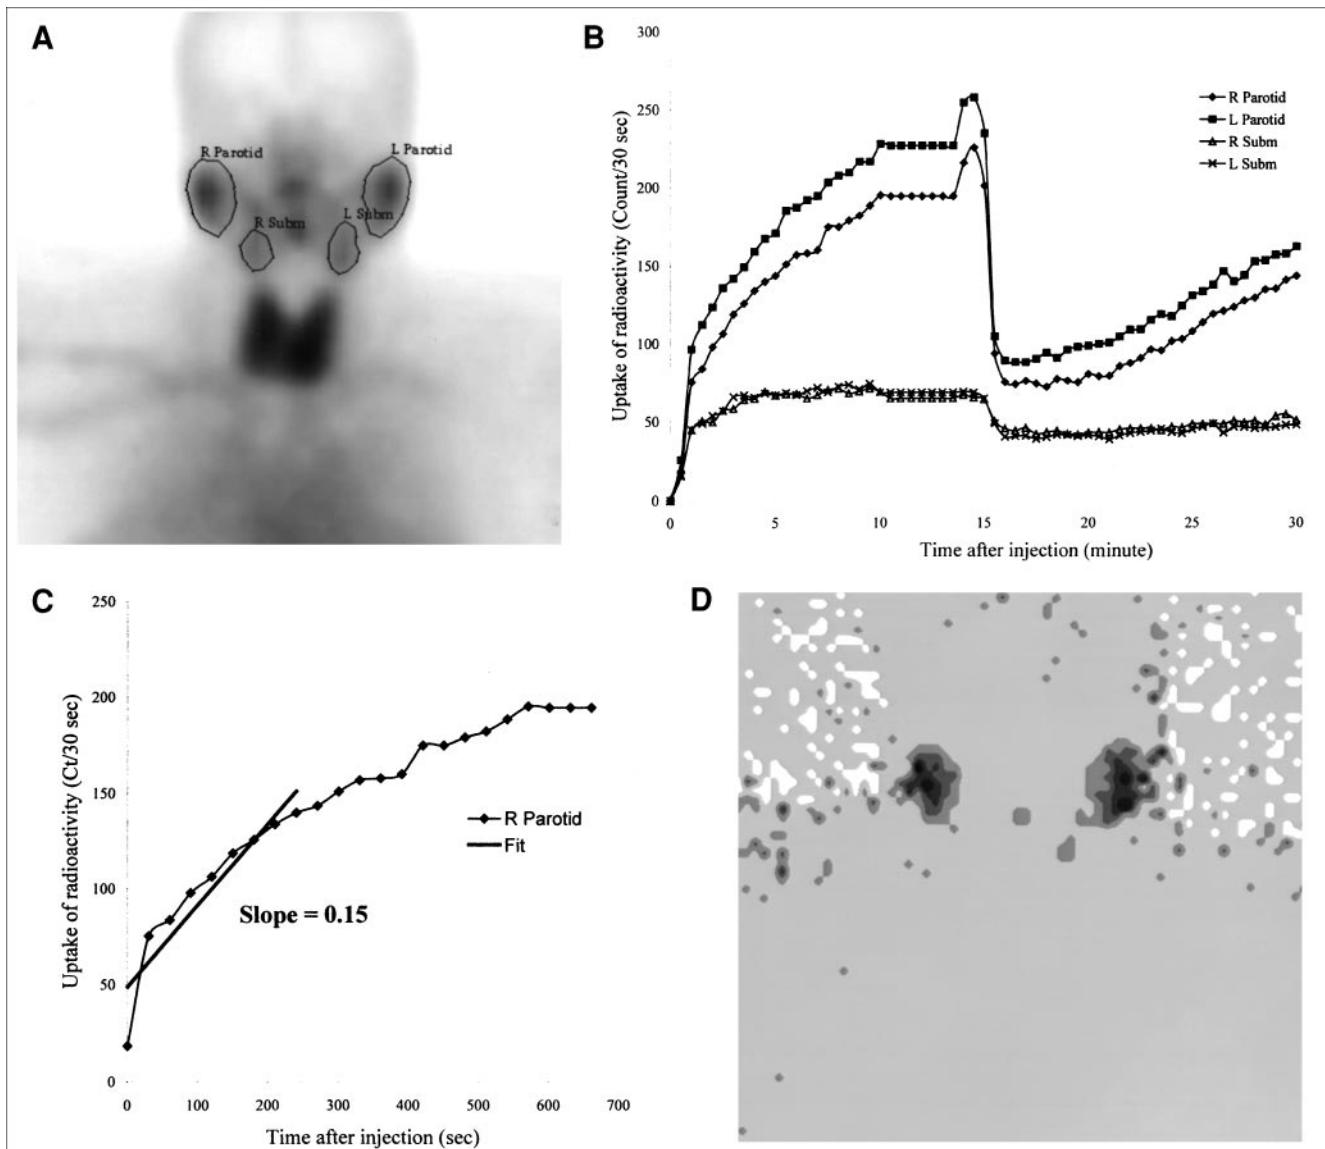 A
R Parotid
L Parotid
R Subm
L Subm
B
Uptake of radioactivity (Count/30 sec)
300
250
200
150
100
50
0
0 5 10 15 20 25 30
Time after injection (minute)
R Parotid
L Parotid
R Subm
L Subm
C
Uptake of radioactivity (Ct/30 sec)
250
200
150
100
50
0
0 100 200 300 400 500 600 700
Time after injection (sec)
R Parotid
Fit
Slope = 0.15
D